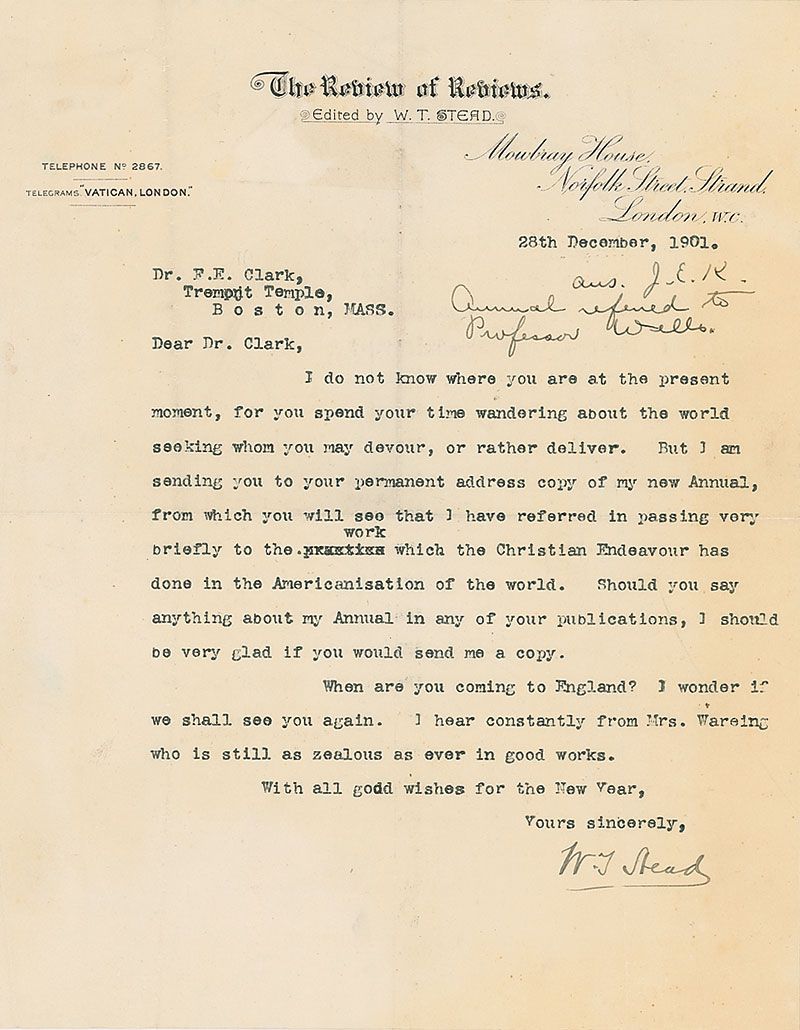 The Review of Reviews.
Edited by W. T. STEAD.
TELEPHONE Nº 2867.
TELEGRAMS "VATICAN, LONDON."
Mowbray House,
Norfolk Street, Strand,
London, W.C.
28th December, 1901.
Dr. F.E. Clark,
Tremont Temple,
Boston, MASS.
ans. J.E.K.
Annual refered to
Professor Wells.
Dear Dr. Clark,
I do not know where you are at the present
moment, for you spend your time wandering about the world
seeking whom you may devour, or rather deliver. But I am
sending you to your permanent address copy of my new Annual,
from which you will see that I have referred in passing very
work
briefly to the which the Christian Endeavour has
done in the Americanisation of the world. Should you say
anything about my Annual in any of your publications, I should
be very glad if you would send me a copy.
When are you coming to England? I wonder if
we shall see you again. I hear constantly from Mrs. Wareing
who is still as zealous as ever in good works.
With all godd wishes for the New Year,
Yours sincerely,
W.T. Stead